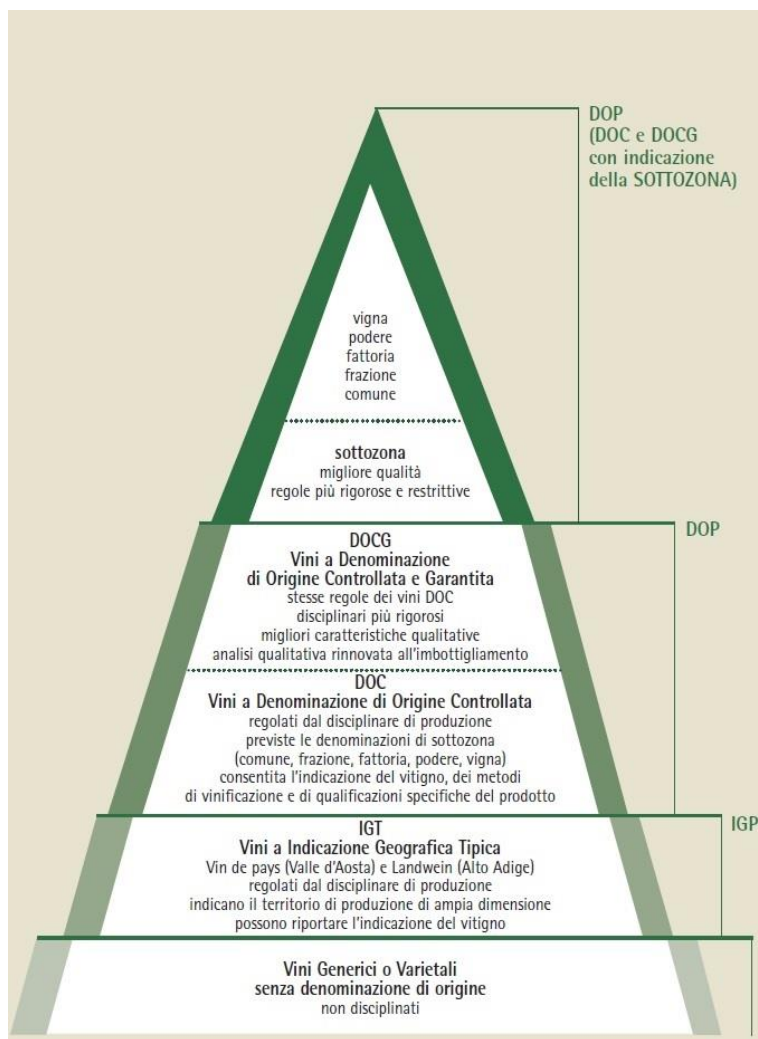 DOP
(DOC e DOCG
con indicazione
della SOTTOZONA)
vigna
podere
fattoria
frazione
comune
sottozona
migliore qualità
regole più rigorose e restrittive
DOP
DOCG
Vini a Denominazione
di Origine Controllata e Garantita
stesse regole dei vini DOC
disciplinari più rigorosi
migliori caratteristiche qualitative
analisi qualitativa rinnovata all'imbottigliamento
DOC
Vini a Denominazione di Origine Controllata
regolati dal disciplinare di produzione
previste le denominazioni di sottozona
(comune, frazione, fattoria, podere, vigna)
consentita l'indicazione del vitigno, dei metodi
di vinificazione e di qualificazioni specifiche del prodotto
IGP
IGT
Vini a Indicazione Geografica Tipica
Vin de pays (Valle d'Aosta) e Landwein (Alto Adige)
regolati dal disciplinare di produzione
indicano il territorio di produzione di ampia dimensione
possono riportare l'indicazione del vitigno
Vini Generici o Varietali
senza denominazione di origine
non disciplinati